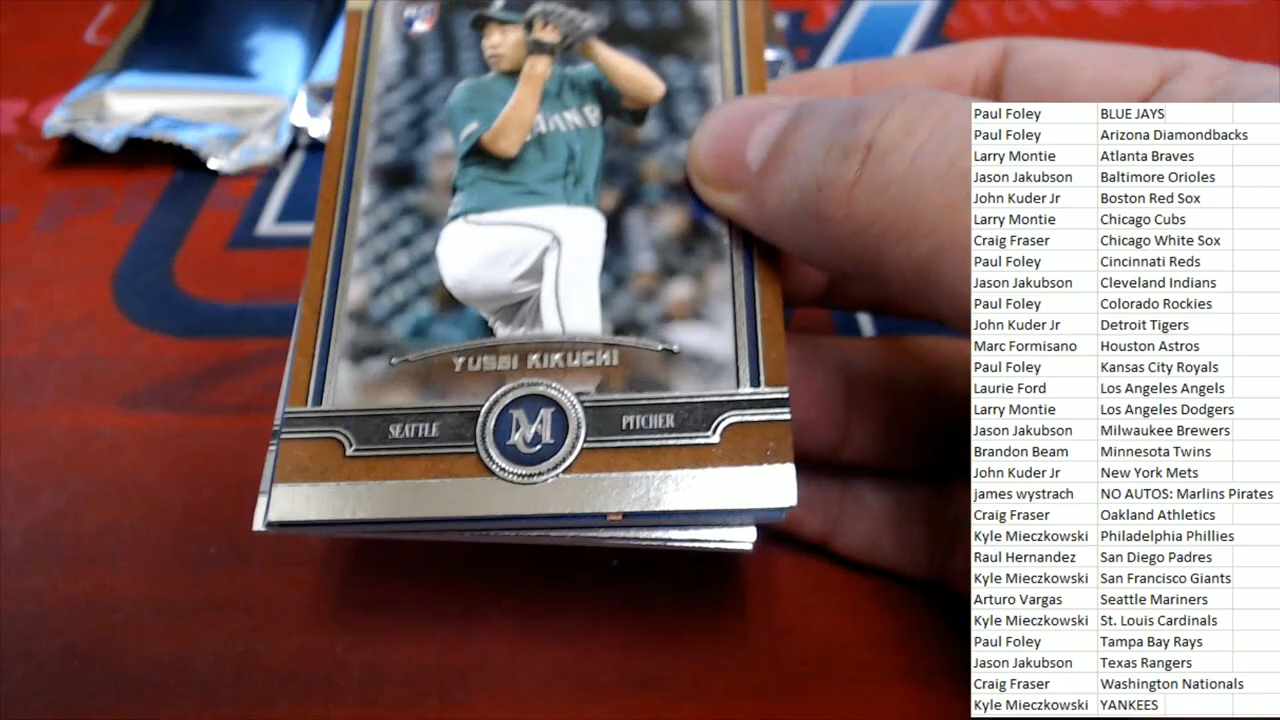 RC
YUSEI KIKUCHI
SEATTLE
MC
PITCHER
Paul Foley BLUE JAYS
Paul Foley Arizona Diamondbacks
Larry Montie Atlanta Braves
Jason Jakubson Baltimore Orioles
John Kuder Jr Boston Red Sox
Larry Montie Chicago Cubs
Craig Fraser Chicago White Sox
Paul Foley Cincinnati Reds
Jason Jakubson Cleveland Indians
Paul Foley Colorado Rockies
John Kuder Jr Detroit Tigers
Marc Formisano Houston Astros
Paul Foley Kansas City Royals
Laurie Ford Los Angeles Angels
Larry Montie Los Angeles Dodgers
Jason Jakubson Milwaukee Brewers
Brandon Beam Minnesota Twins
John Kuder Jr New York Mets
james wystrach NO AUTOS: Marlins Pirates
Craig Fraser Oakland Athletics
Kyle Mieczkowski Philadelphia Phillies
Raul Hernandez San Diego Padres
Kyle Mieczkowski San Francisco Giants
Arturo Vargas Seattle Mariners
Kyle Mieczkowski St. Louis Cardinals
Paul Foley Tampa Bay Rays
Jason Jakubson Texas Rangers
Craig Fraser Washington Nationals
Kyle Mieczkowski YANKEES